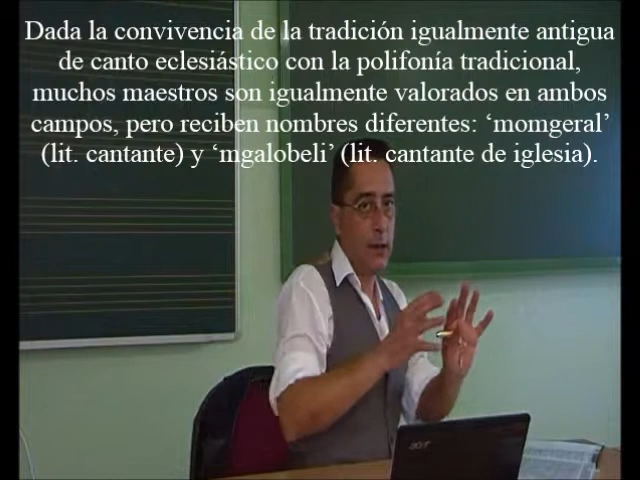 Dada la convivencia de la tradición igualmente antigua
de canto eclesiástico con la polifonía tradicional,
muchos maestros son igualmente valorados en ambos
campos, pero reciben nombres diferentes: ‘momgeral’
(lit. cantante) y ‘mgalobeli’ (lit. cantante de iglesia).
acer